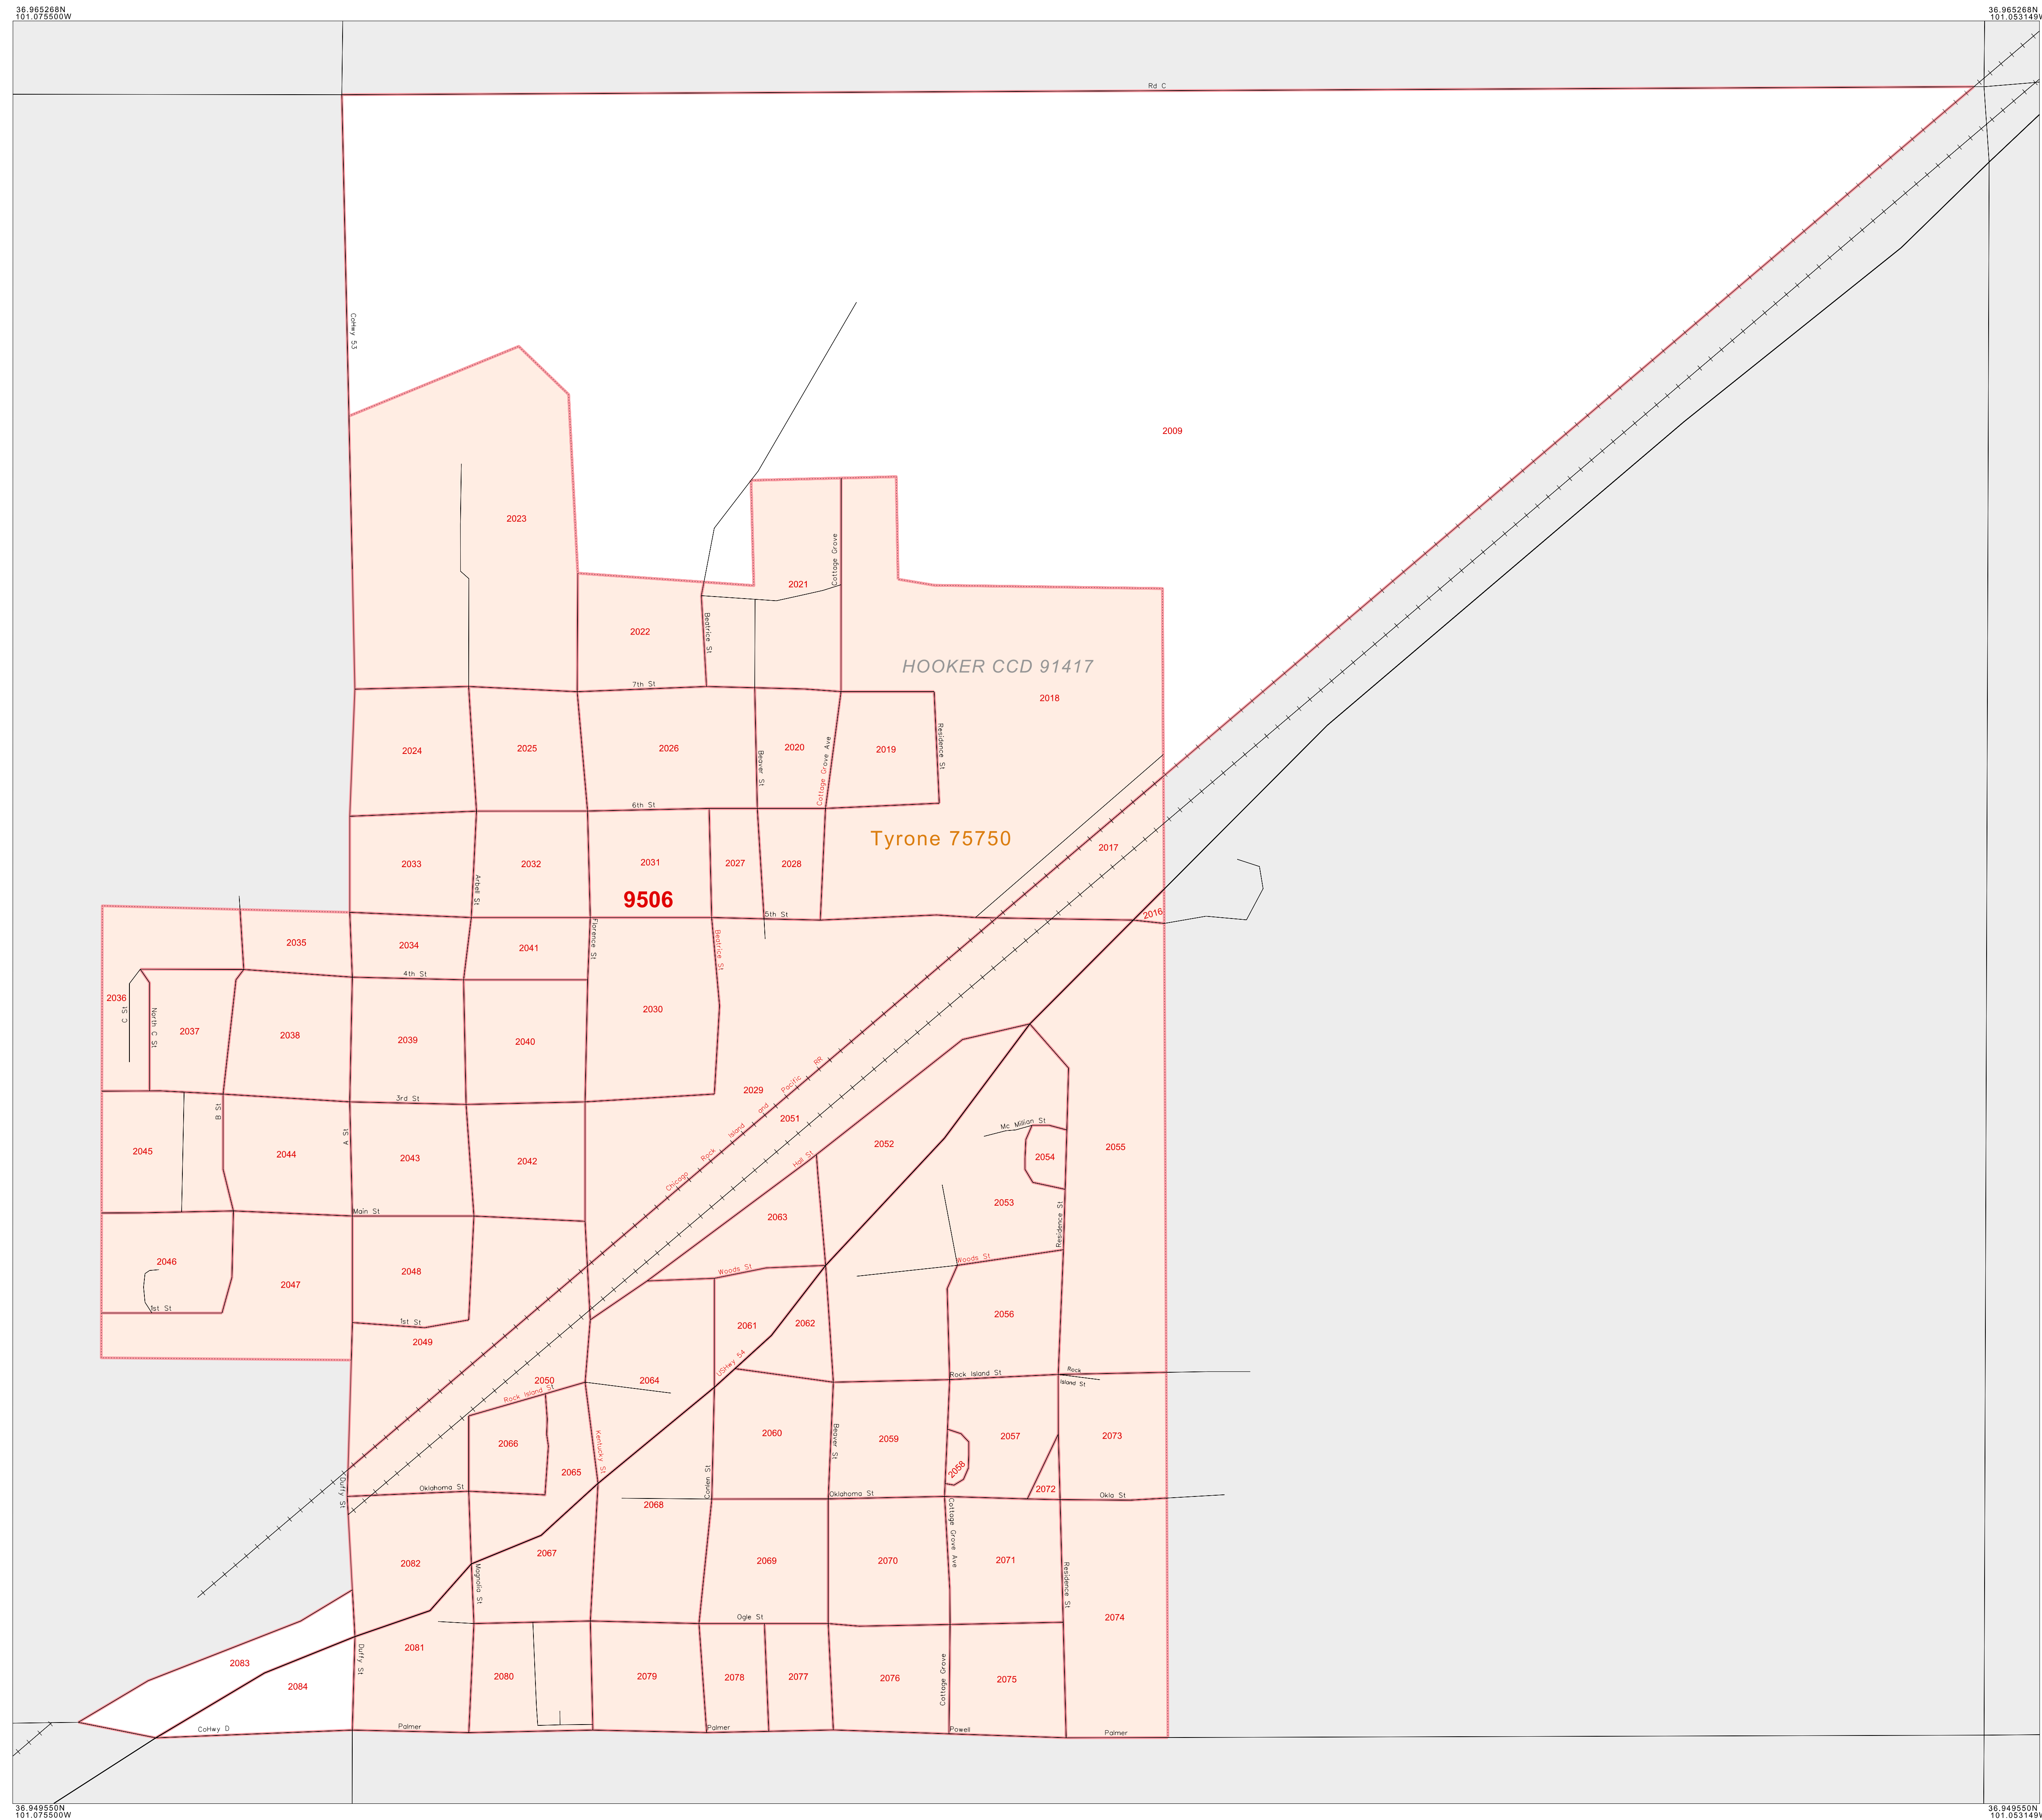 36.965268N
101.075500W
36.965268N
101.053149W
Rd C
CoHwy 53
2009
2023
Cottage Grove
2021
2022
Beatrice St
HOOKER CCD 91417
7th St
2018
2024
2025
2026
Beaver St
2020
Cottage Grove Ave
2019
Residence St
6th St
Tyrone 75750
2017
2033
2032
2031
2027
2028
Arbell St
9506
5th St
2016
2035
2034
2041
Florence St
Beatrice St
4th St
2036
C St
North C St
2037
2038
2039
2040
2030
Chicago Rock Island and Pacific RR
2029
3rd St
B St
2051
A St
2045
2044
2043
2042
Hall St
2052
Mc Millian St
2054
2055
2053
Residence St
Main St
2063
Woods St
Woods St
2046
2047
2048
1st St
1st St
2049
2061
2062
2056
USHwy 54
2050
2064
Rock Island St
Rock Island St
Rock
Island St
2066
2065
Kentucky St
2060
Beaver St
2059
2058
2057
2073
Duffy St
Oklahoma St
Corlen St
2068
Oklahoma St
2072
Okla St
Cottage Grove Ave
2082
2067
Magnolia St
2069
2070
2071
Residence St
Ogle St
2074
2083
2084
Duffy St
2081
2080
2079
2078
2077
2076
Cottage Grove
2075
CoHwy D
Palmer
Palmer
Powell
Palmer
36.949550N
101.075500W
36.949550N
101.053149W